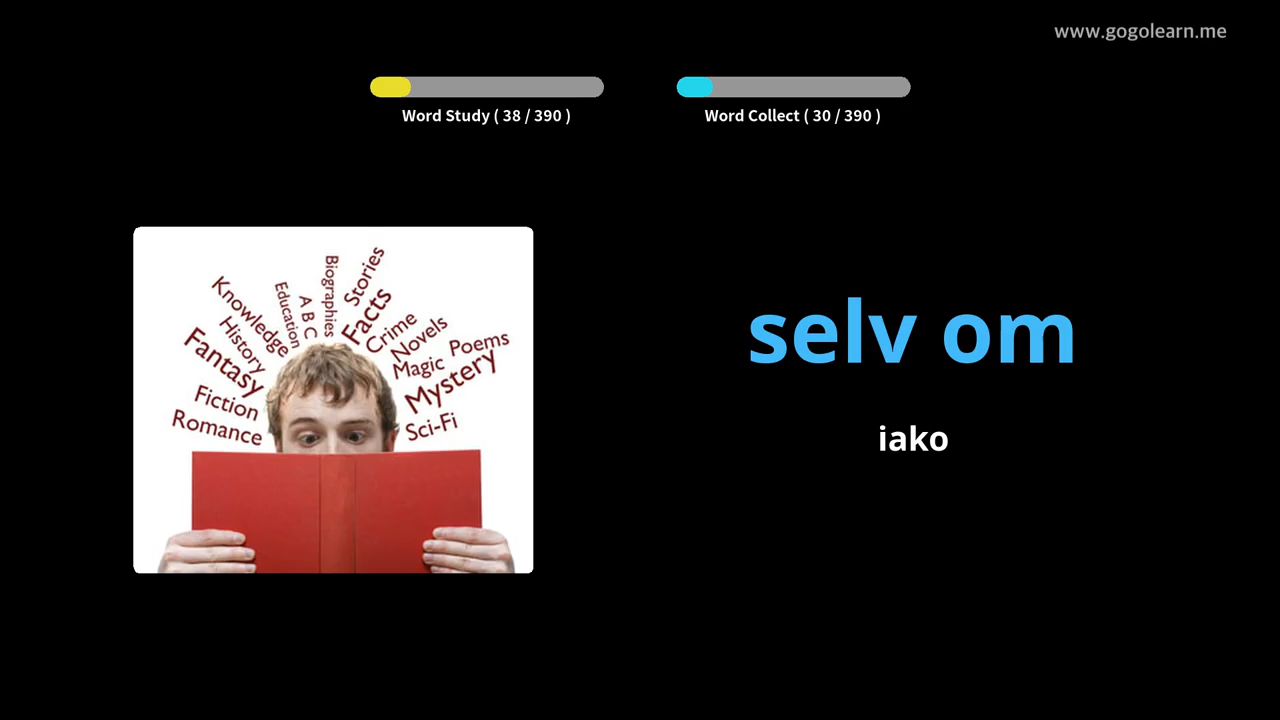 www.gogolearn.me
Word Study ( 38 / 390 )
Word Collect ( 30 / 390 )
Stories
Biographies
Facts
A B C
Education
Knowledge
Crime
Novels
History
Poems
Magic
Fantasy
Mystery
Fiction
Romance
Sci-Fi
selv om
iako